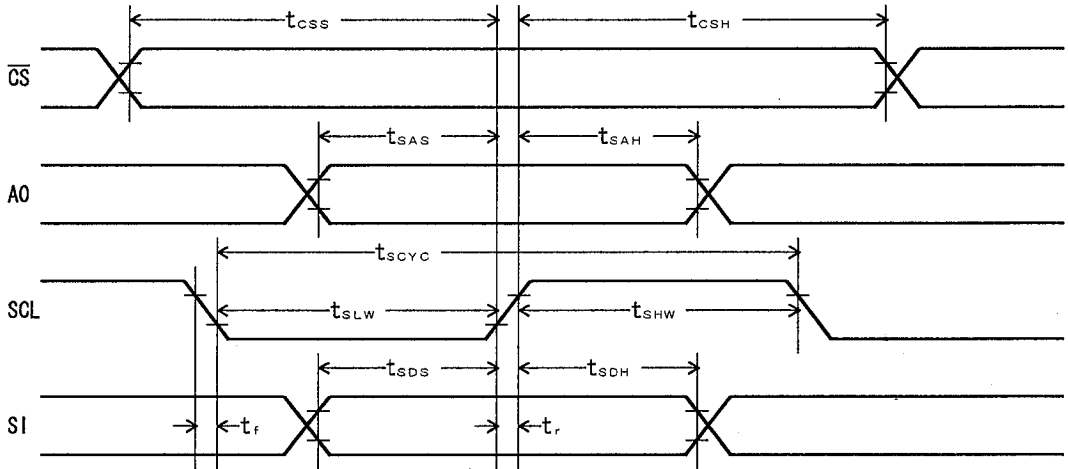 tCSS tCSH
CS
tSAS tSAH
A0
tSCYC
SCL
tSLW tSHW
tSDS tSDH
SI
tf tr